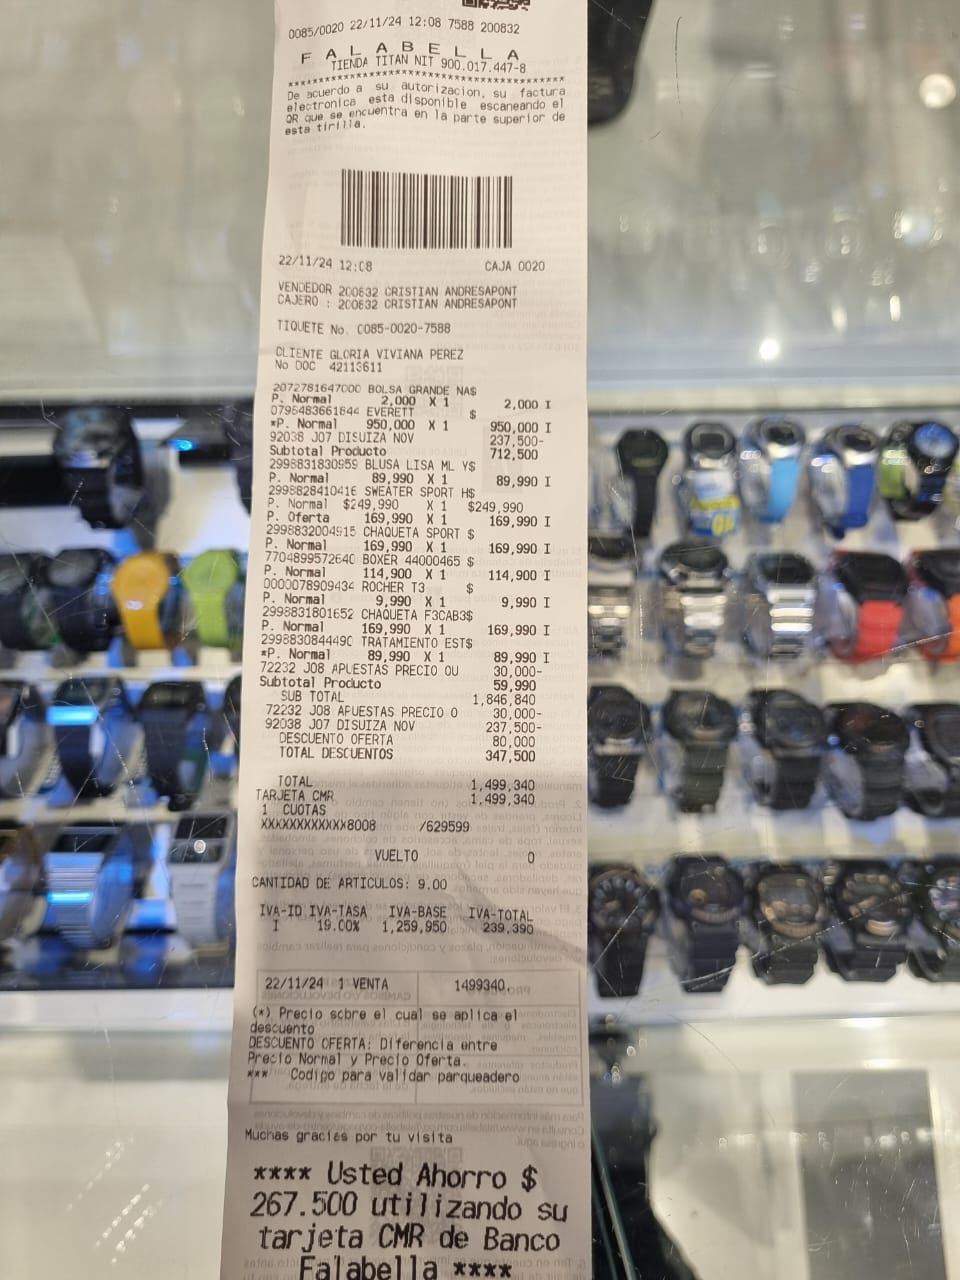 0085/0020 22/11/24 12:08 7588 200832
F A L A B E L L A
TIENDA TITAN NIT 900.017.447-8
****************************************
De acuerdo a su autorizacion, su factura
electronica esta disponible escaneando el
QR que se encuentra en la parte superior de
esta tirilla.
22/11/24 12:08 CAJA 0020
VENDEDOR 200832 CRISTIAN ANDRESAPONT
CAJERO : 200832 CRISTIAN ANDRESAPONT
TIQUETE No. 0085-0020-7588
CLIENTE GLORIA VIVIANA PEREZ
No DOC 42113611
2072781647000 BOLSA GRANDE NA$
P. Normal 2,000 X 1 2,000 I
0796483661844 EVERETT $
*P. Normal 950,000 X 1 950,000 I
92038 J07 DISUIZA NOV 237,500-
Subtotal Producto 712,500
2998831830959 BLUSA LISA ML Y$
P. Normal 89,990 X 1 89,990 I
2998828410416 SWEATER SPORT H$
P. Normal $249,990 X 1 $249,990
P. Oferta 169,990 X 1 169,990 I
2998832004915 CHAQUETA SPORT $
P. Normal 169,990 X 1 169,990 I
7704899572640 BOXER 44000465 $
P. Normal 114,900 X 1 114,900 I
0000078909434 ROCHER T3 $
P. Normal 9,990 X 1 9,990 I
2998831801652 CHAQUETA F3CAB3$
P. Normal 169,990 X 1 169,990 I
2998830844490 TRATAMIENTO EST$
*P. Normal 89,990 X 1 89,990 I
72232 J08 APUESTAS PRECIO OU 30,000-
Subtotal Producto 59,990
SUB TOTAL 1,846,840
72232 J08 APUESTAS PRECIO O 30,000-
92038 J07 DISUIZA NOV 237,500-
DESCUENTO OFERTA 80,000
TOTAL DESCUENTOS 347,500
TOTAL 1,499,340
TARJETA CMR 1,499,340
1 CUOTAS
XXXXXXXXXXXX8008 /629599
VUELTO 0
CANTIDAD DE ARTICULOS: 9.00
IVA-ID IVA-TASA IVA-BASE IVA-TOTAL
I 19.00% 1,259,950 239,390
22/11/24 1 VENTA 1499340.
(*) Precio sobre el cual se aplica el
descuento
DESCUENTO OFERTA: Diferencia entre
Precio Normal y Precio Oferta.
*** Codigo para validar parqueadero
Muchas gracias por tu visita
**** Usted Ahorro $
267.500 utilizando su
tarjeta CMR de Banco
Falabella ****